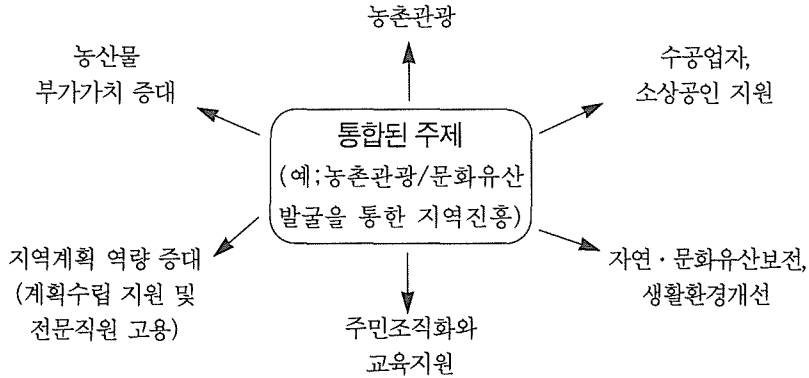 농촌관광
농산물
부가가치 증대
수공업자,
소상공인 지원
통합된 주제
(예;농촌관광/문화유산
발굴을 통한 지역진흥)
지역계획 역량 증대
(계획수립 지원 및
전문직원 고용)
자연·문화유산보전,
생활환경개선
주민조직화와
교육지원